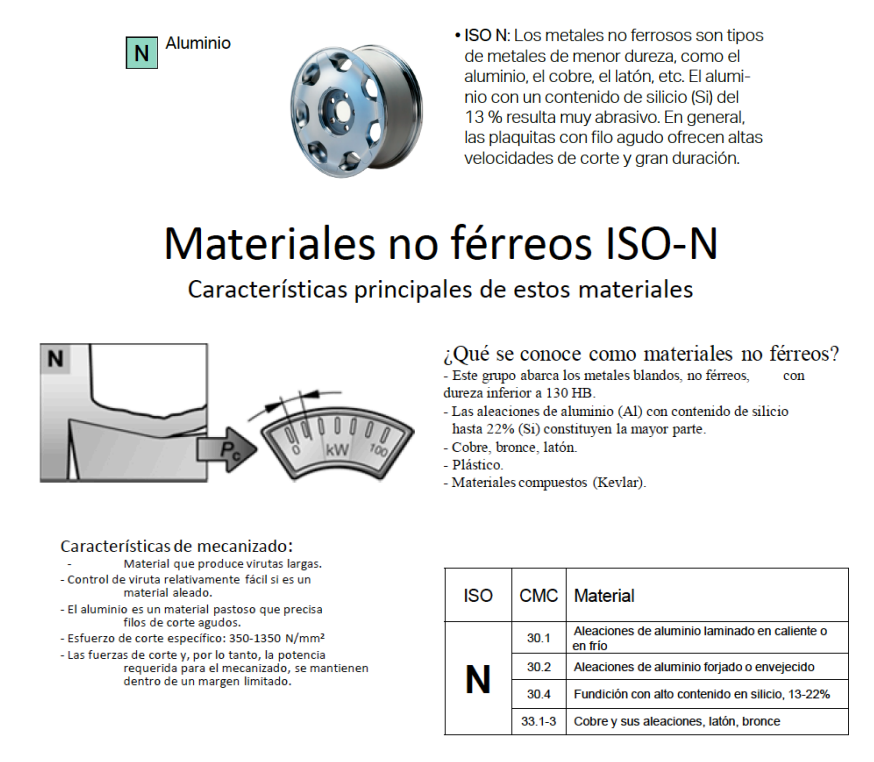 N Aluminio
• ISO N: Los metales no ferrosos son tipos
de metales de menor dureza, como el
aluminio, el cobre, el latón, etc. El alumi-
nio con un contenido de silicio (Si) del
13 % resulta muy abrasivo. En general,
las plaquitas con filo agudo ofrecen altas
velocidades de corte y gran duración.
Materiales no férreos ISO-N
Características principales de estos materiales
N
Pc
0 kW 100
¿Qué se conoce como materiales no férreos?
- Este grupo abarca los metales blandos, no férreos, con
dureza inferior a 130 HB.
- Las aleaciones de aluminio (Al) con contenido de silicio
hasta 22% (Si) constituyen la mayor parte.
- Cobre, bronce, latón.
- Plástico.
- Materiales compuestos (Kevlar).
Características de mecanizado:
- Material que produce virutas largas.
- Control de viruta relativamente fácil si es un
material aleado.
- El aluminio es un material pastoso que precisa
filos de corte agudos.
- Esfuerzo de corte específico: 350-1350 N/mm²
- Las fuerzas de corte y, por lo tanto, la potencia
requerida para el mecanizado, se mantienen
dentro de un margen limitado.
ISO CMC Material
N
30.1 Aleaciones de aluminio laminado en caliente o
en frío
30.2 Aleaciones de aluminio forjado o envejecido
30.4 Fundición con alto contenido en silicio, 13-22%
33.1-3 Cobre y sus aleaciones, latón, bronce